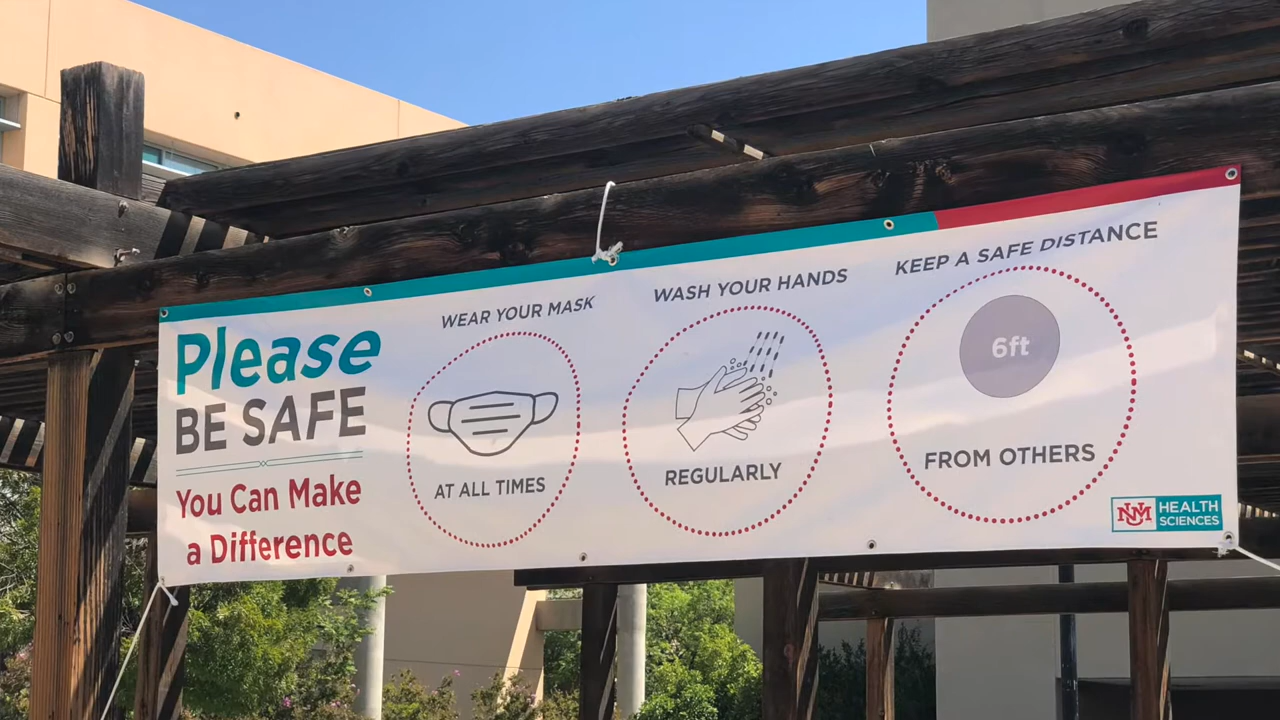 Please
BE SAFE
You Can Make
a Difference
WEAR YOUR MASK
AT ALL TIMES
WASH YOUR HANDS
REGULARLY
KEEP A SAFE DISTANCE
6ft
FROM OTHERS
UNM HEALTH
SCIENCES